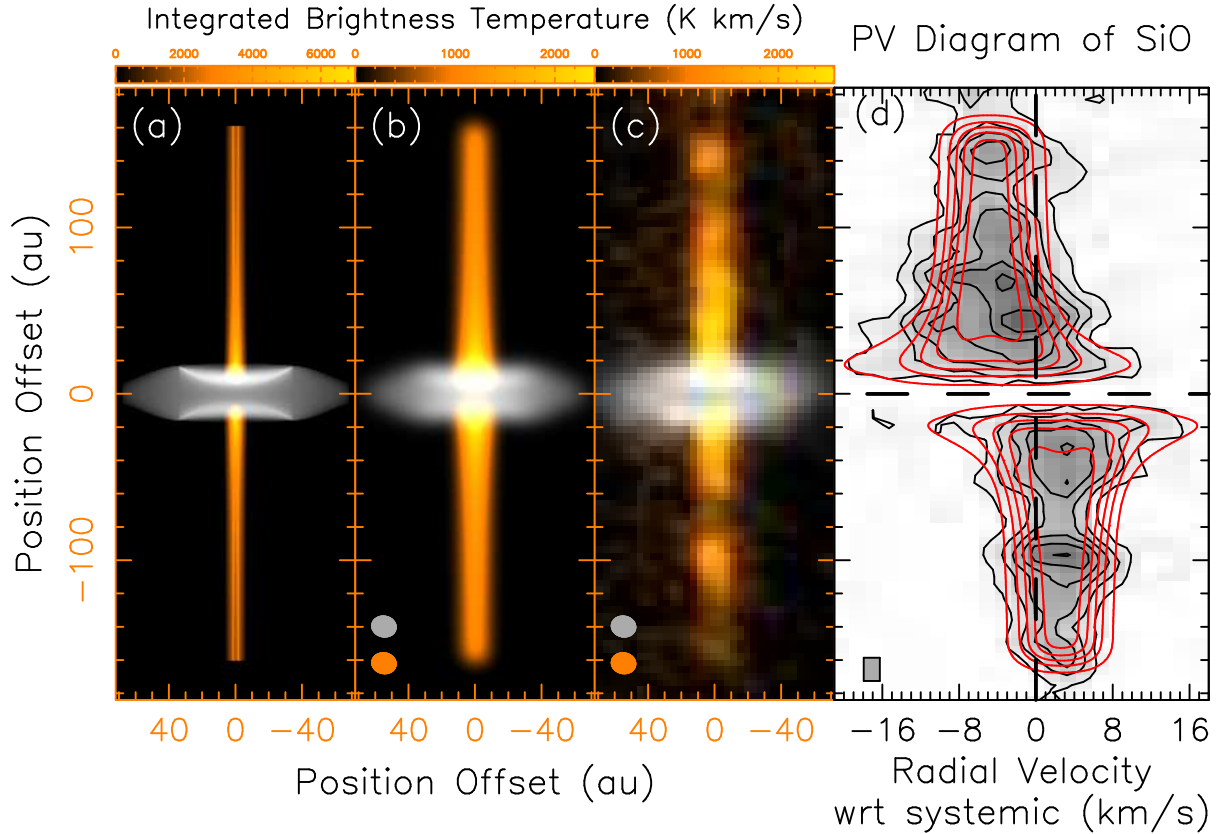 Integrated Brightness Temperature (K km/s)
PV Diagram of SiO
0 2000 4000 6000 0 1000 0 1000 2000
(a) (b) (c) (d)
Position Offset (au)
100
0
−100
40 0 −40 40 0 −40 40 0 −40 −16 −8 0 8 16
Position Offset (au)
Radial Velocity
wrt systemic (km/s)